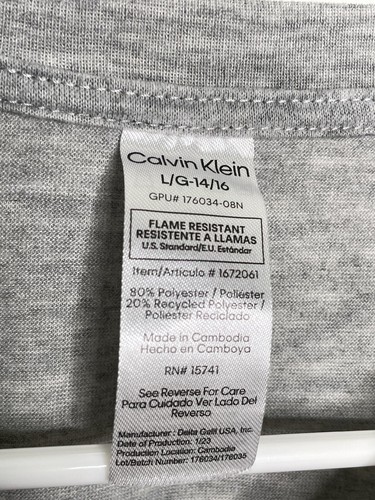 Calvin Klein
L/G-14/16
GPU# 176034-08N
FLAME RESISTANT
RESISTENTE A LLAMAS
U.S. Standard/E.U. Estándar
Item/Artículo # 1672061
80% Polyester / Poliéster
20% Recycled Polyester /
Poliéster Reciclado
Made in Cambodia
Hecho en Camboya
RN# 15741
See Reverse For Care
Para Cuidado Ver Lado Del
Reverso
Manufacturer : Delta Galil USA, Inc.
Date of Production: 1/23
Production Location: Cambodia
Lot/Batch Number: 176034/176035